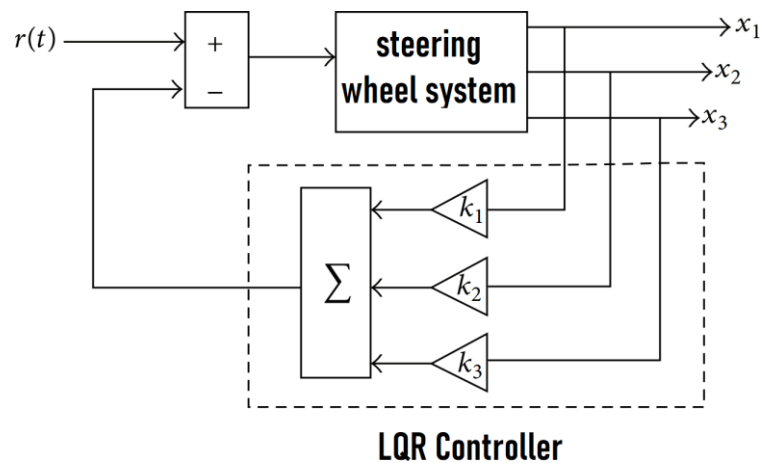 r(t)
+
−
steering
wheel system
x₁
x₂
x₃
∑
k₁
k₂
k₃
LQR Controller